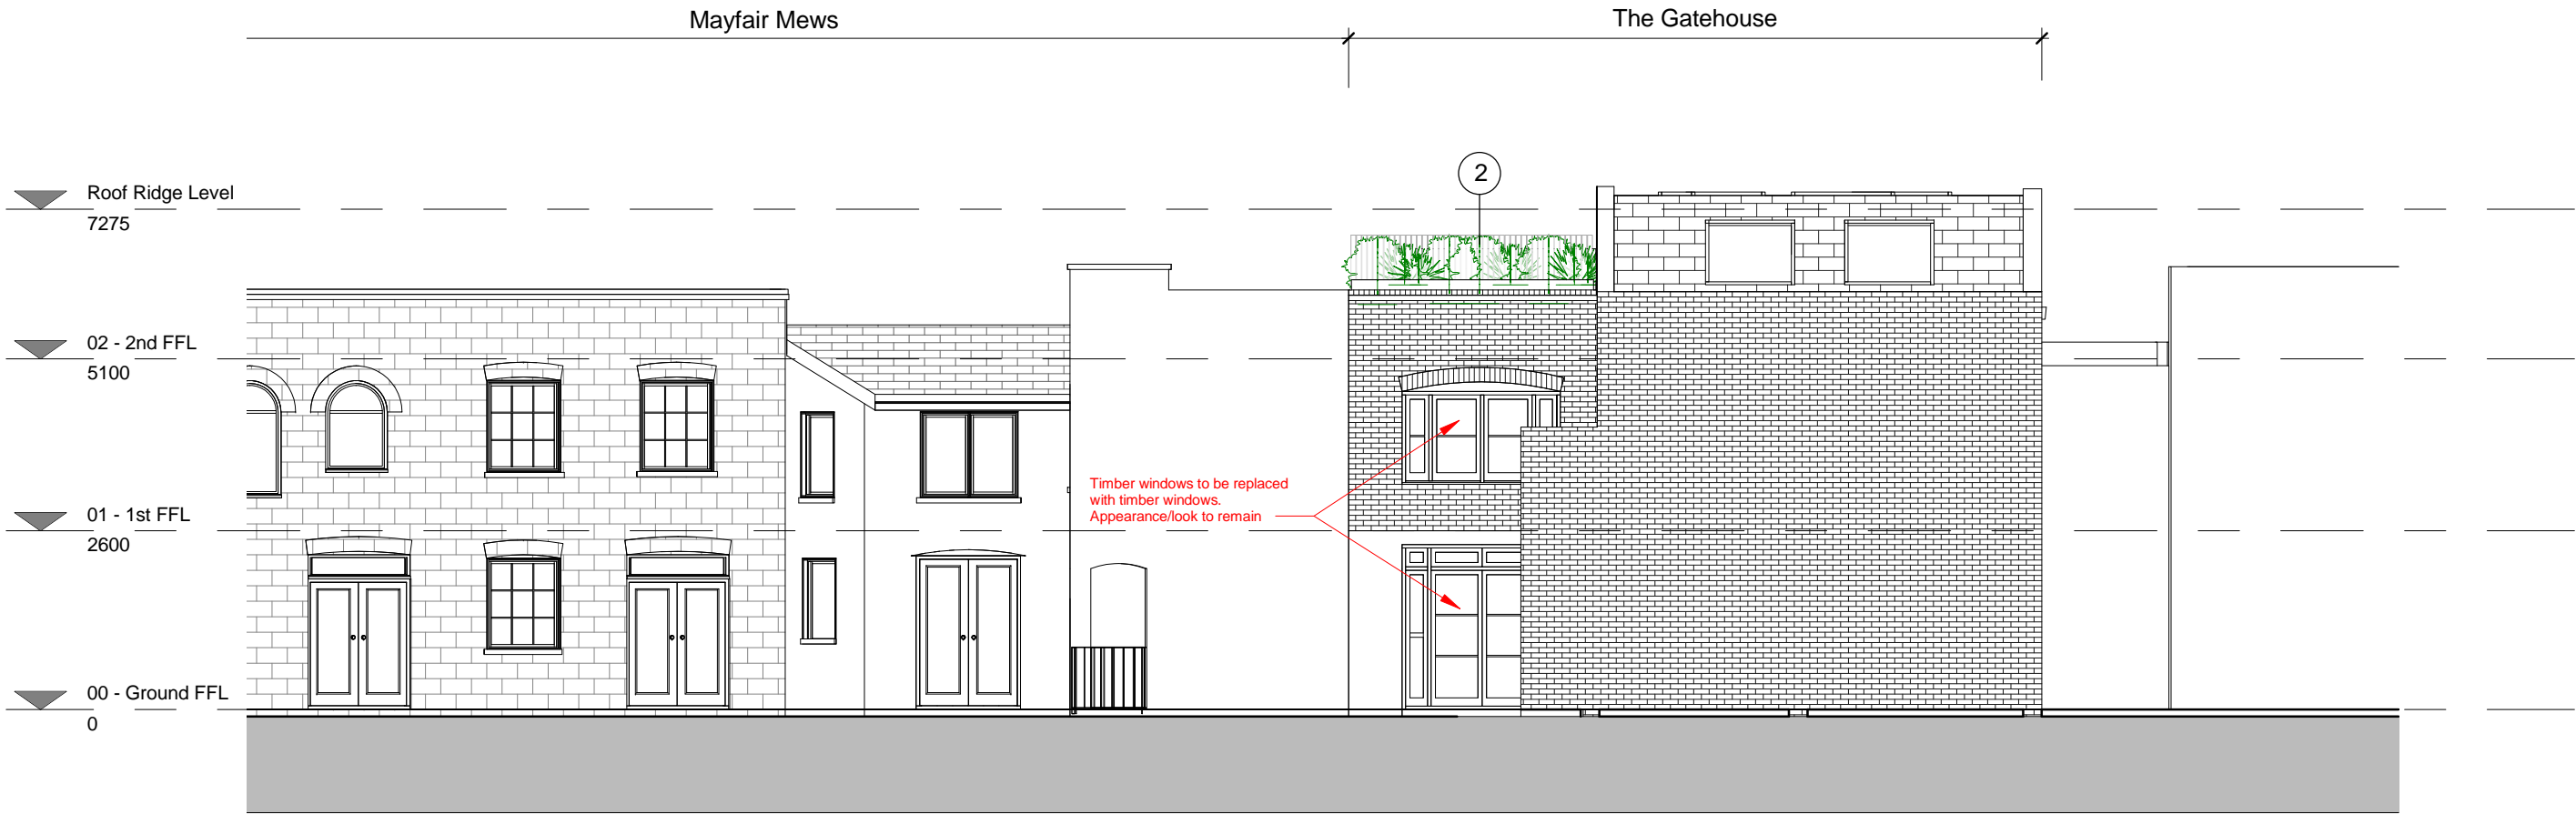 Mayfair Mews
The Gatehouse
2
Roof Ridge Level
7275
02 - 2nd FFL
5100
Timber windows to be replaced
with timber windows.
Appearance/look to remain
01 - 1st FFL
2600
00 - Ground FFL
0